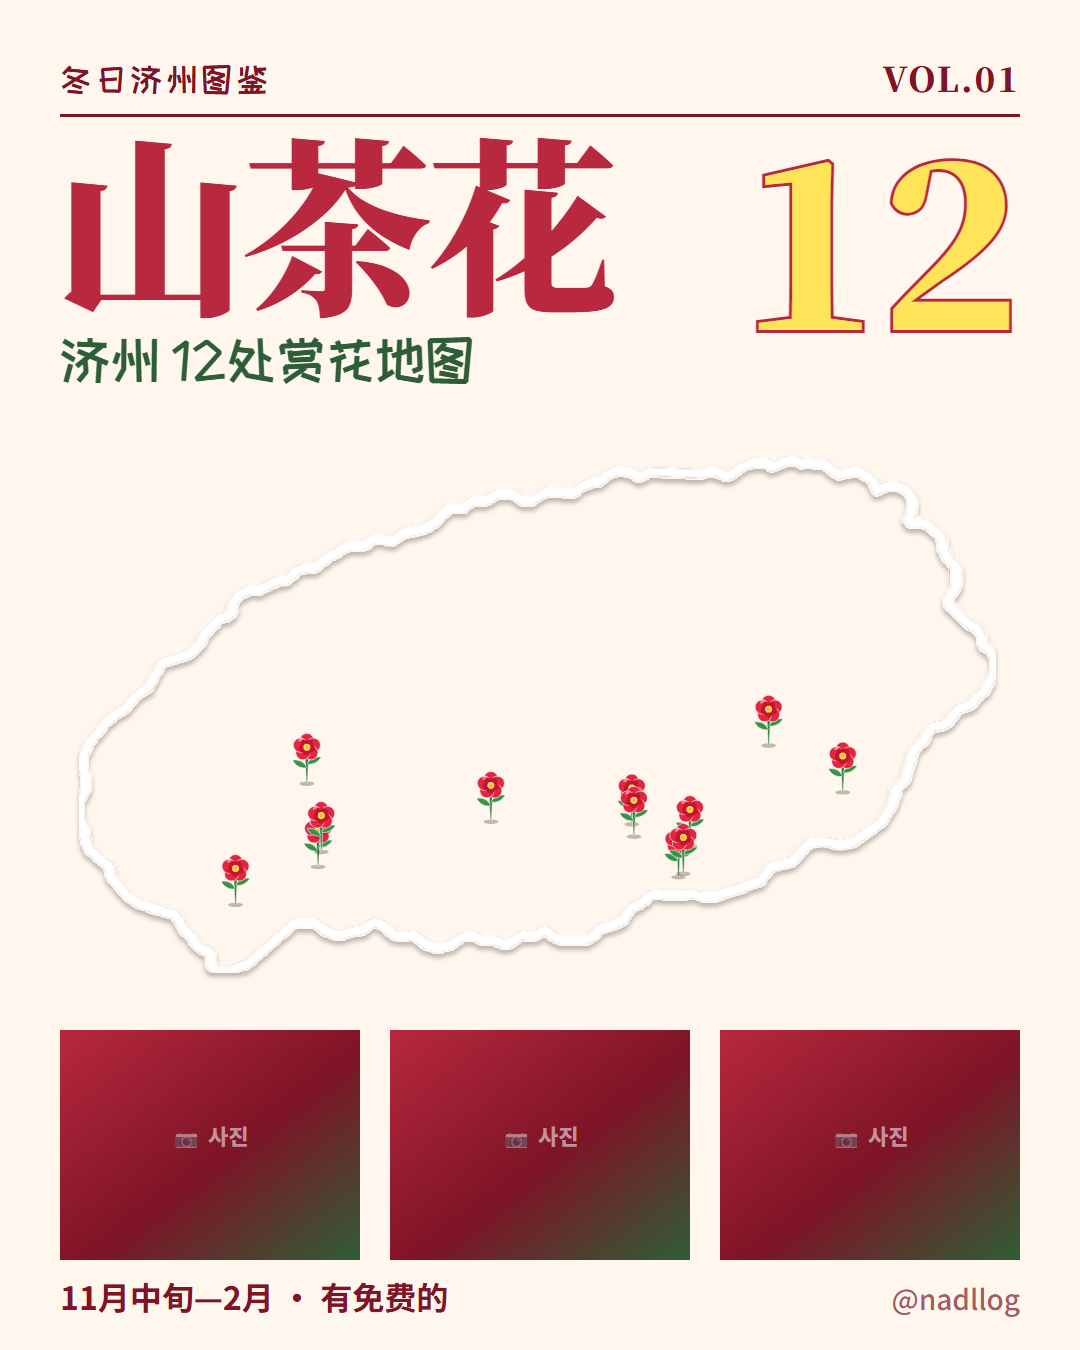 冬日济州图鉴
VOL.01
山茶花
12
济州 12处赏花地图
📷 사진
📷 사진
📷 사진
11月中旬—2月 · 有免费的
@nadllog